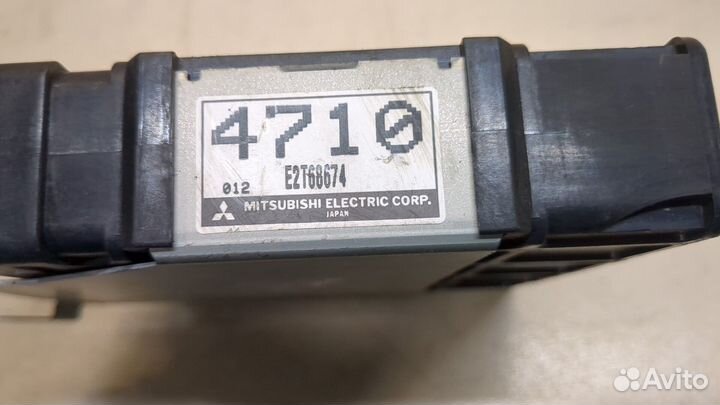 4710
012 E2T68674
MITSUBISHI ELECTRIC CORP.
JAPAN
Avito